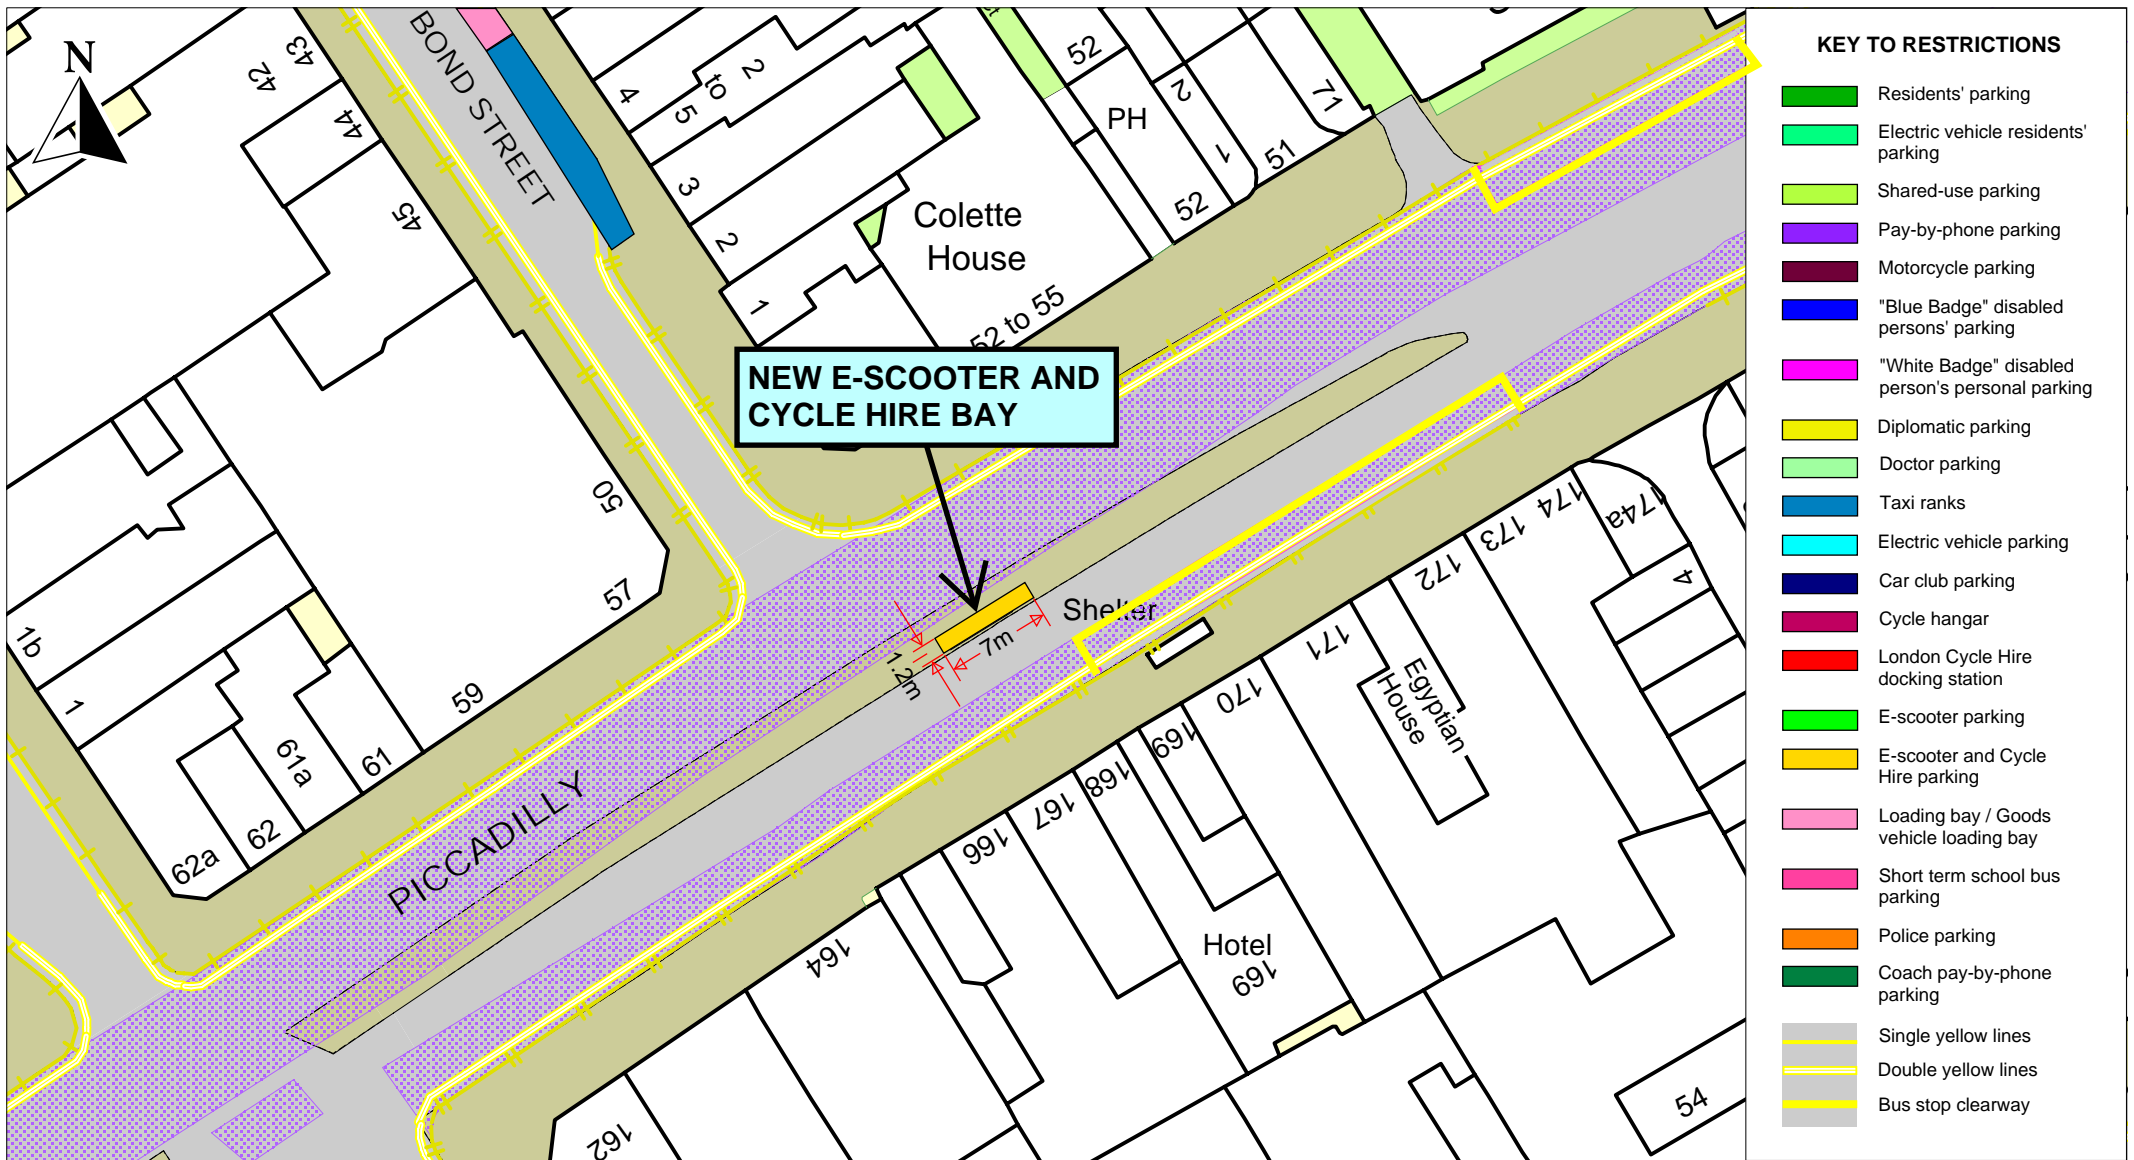 N
43
42
44
45
50
57
59
61
61a
62
62a
1b
1
BOND STREET
4
5 to 2
3
2
1
Colette
House
52 to 55
52
PH
2
1
52
51
71
NEW E-SCOOTER AND
CYCLE HIRE BAY
Shelter
7m
1.2m
PICCADILLY
174
174a
173
172
171
170
169
168
167
166
164
162
4
Egyptian
House
Hotel
169
54
KEY TO RESTRICTIONS
Residents' parking
Electric vehicle residents'
parking
Shared-use parking
Pay-by-phone parking
Motorcycle parking
"Blue Badge" disabled
persons' parking
"White Badge" disabled
person's personal parking
Diplomatic parking
Doctor parking
Taxi ranks
Electric vehicle parking
Car club parking
Cycle hangar
London Cycle Hire
docking station
E-scooter parking
E-scooter and Cycle
Hire parking
Loading bay / Goods
vehicle loading bay
Short term school bus
parking
Police parking
Coach pay-by-phone
parking
Single yellow lines
Double yellow lines
Bus stop clearway